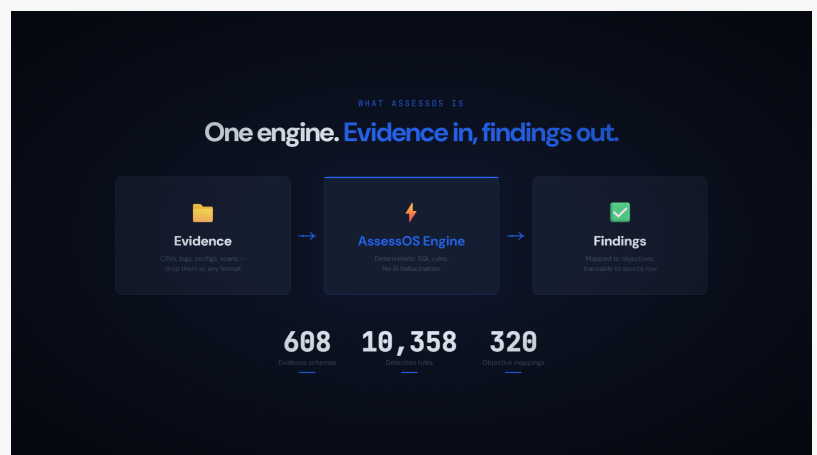 WHAT ASSESSOS IS
One engine. Evidence in, findings out.
Evidence
CSVs, logs, configs, scans —
drop them in, any format
AssessOS Engine
Deterministic SQL rules
No AI hallucination
Findings
Mapped to objectives,
traceable to source row
608
Evidence schemas
10,358
Detection rules
320
Objective mappings